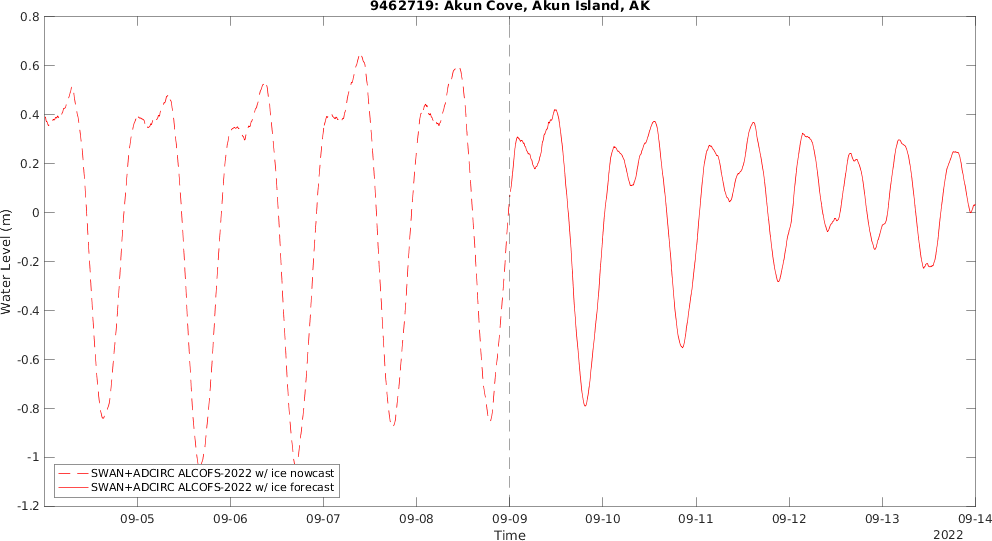 9462719: Akun Cove, Akun Island, AK
0.8
0.6
0.4
0.2
0
-0.2
-0.4
-0.6
-0.8
-1
-1.2
Water Level (m)
SWAN+ADCIRC ALCOFS-2022 w/ ice nowcast
SWAN+ADCIRC ALCOFS-2022 w/ ice forecast
09-05 09-06 09-07 09-08 09-09 09-10 09-11 09-12 09-13 09-14
Time
2022